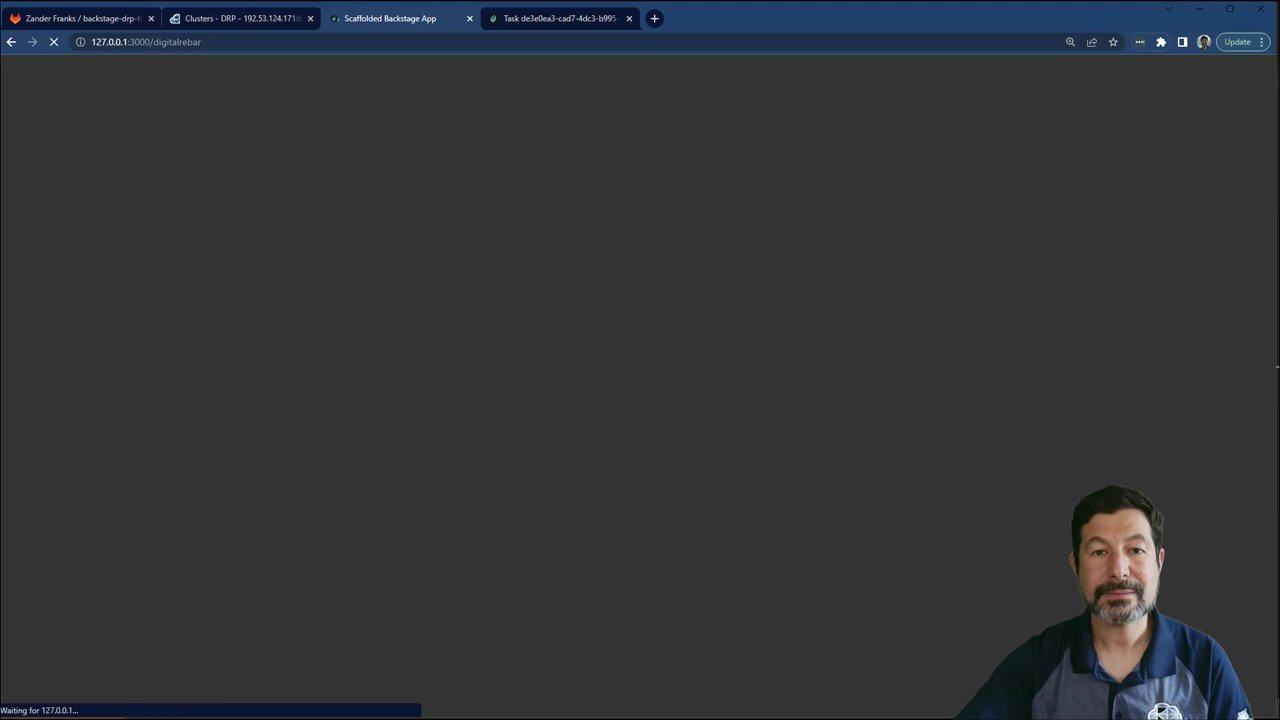 Zander Franks / backstage-drp-t
Clusters - DRP - 192.53.124.171:
Scaffolded Backstage App
Task de3e0ea3-cad7-4dc3-b995-
127.0.0.1:3000/digitalrebar
Update
Waiting for 127.0.0.1...